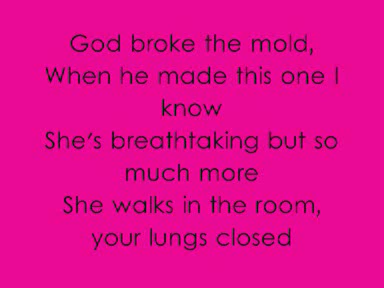 God broke the mold,
When he made this one I
know
She's breathtaking but so
much more
She walks in the room,
your lungs closed